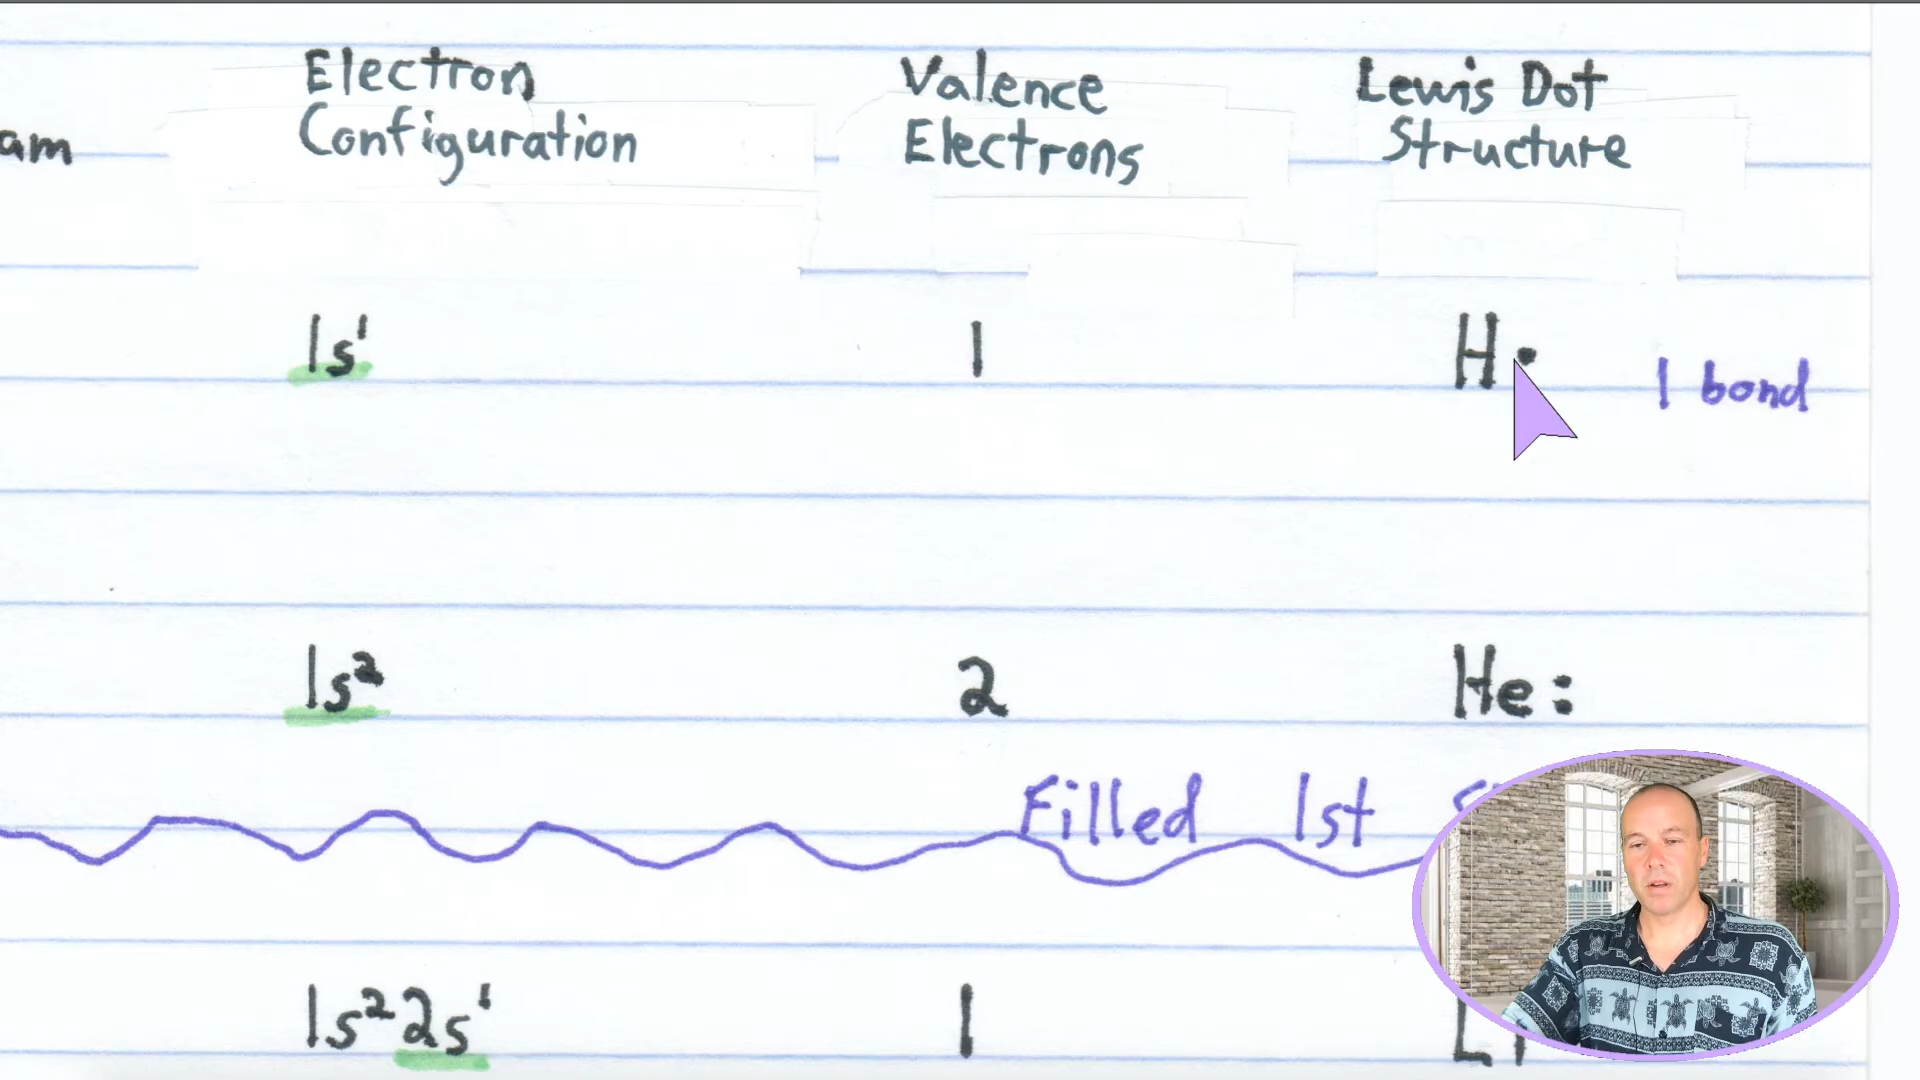 Electron
Configuration
Valence
Electrons
Lewis Dot
Structure
am
1s¹
1
H•
1 bond
1s²
2
He:
Filled 1st
1s²2s¹
1
Li